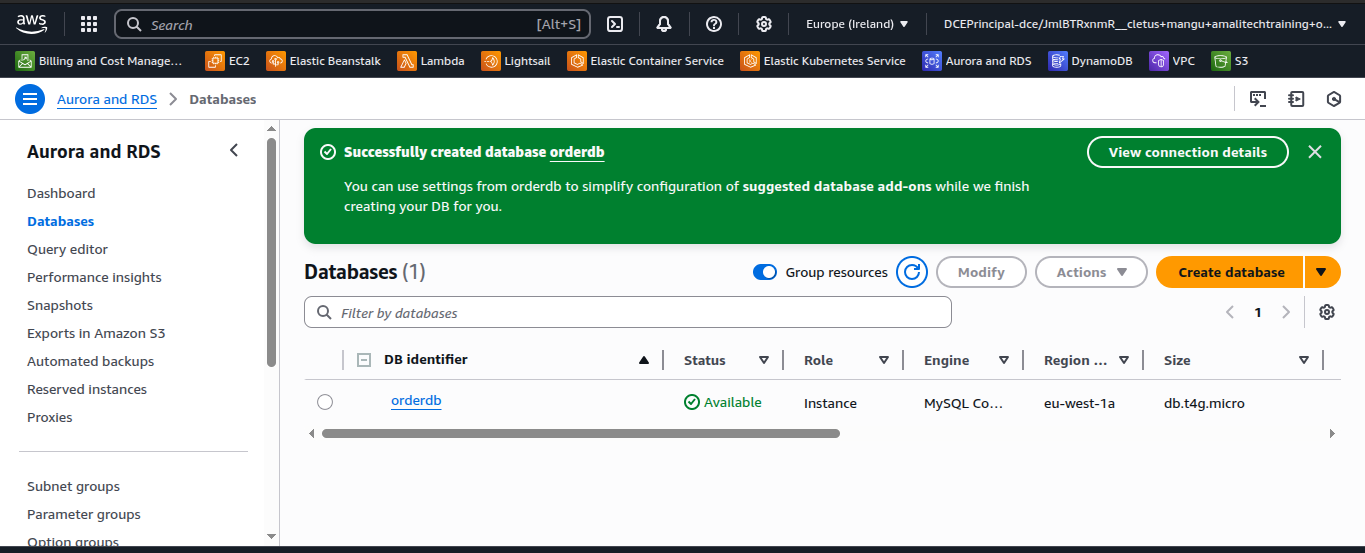 aws
Search [Alt+S] Europe (Ireland) DCEPrincipal-dce/JmlBTRxnmR__cletus+mangu+amalitechtraining+o...
Billing and Cost Manage... EC2 Elastic Beanstalk Lambda Lightsail Elastic Container Service Elastic Kubernetes Service Aurora and RDS DynamoDB VPC S3
Aurora and RDS > Databases
Aurora and RDS
Dashboard
Databases
Query editor
Performance insights
Snapshots
Exports in Amazon S3
Automated backups
Reserved instances
Proxies
Subnet groups
Parameter groups
Option groups
Successfully created database orderdb View connection details
You can use settings from orderdb to simplify configuration of suggested database add-ons while we finish
creating your DB for you.
Databases (1) Group resources Modify Actions Create database
Filter by databases 1
DB identifier Status Role Engine Region ... Size
orderdb Available Instance MySQL Co... eu-west-1a db.t4g.micro